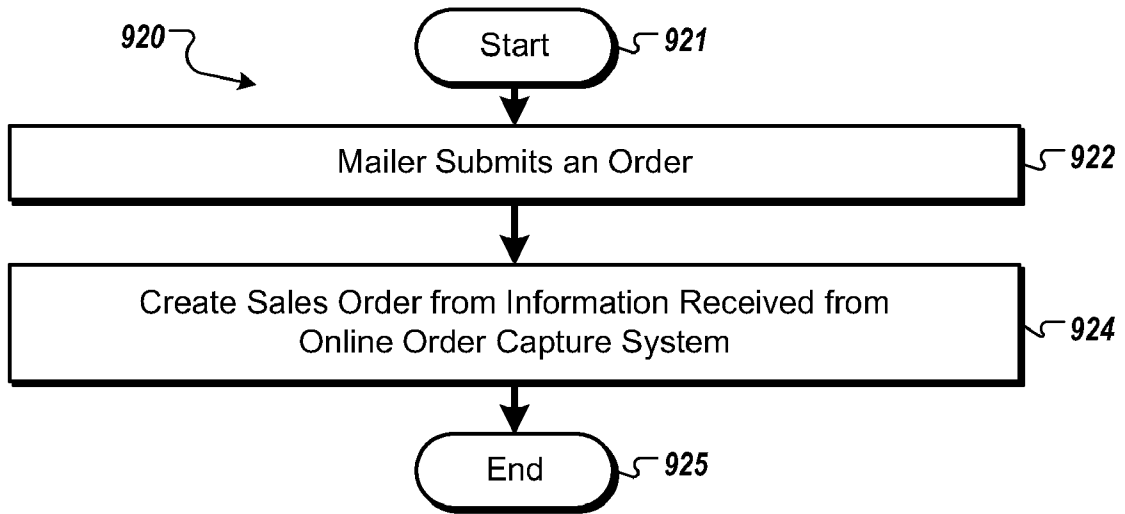 920
Start
921
Mailer Submits an Order
922
Create Sales Order from Information Received from
Online Order Capture System
924
End
925